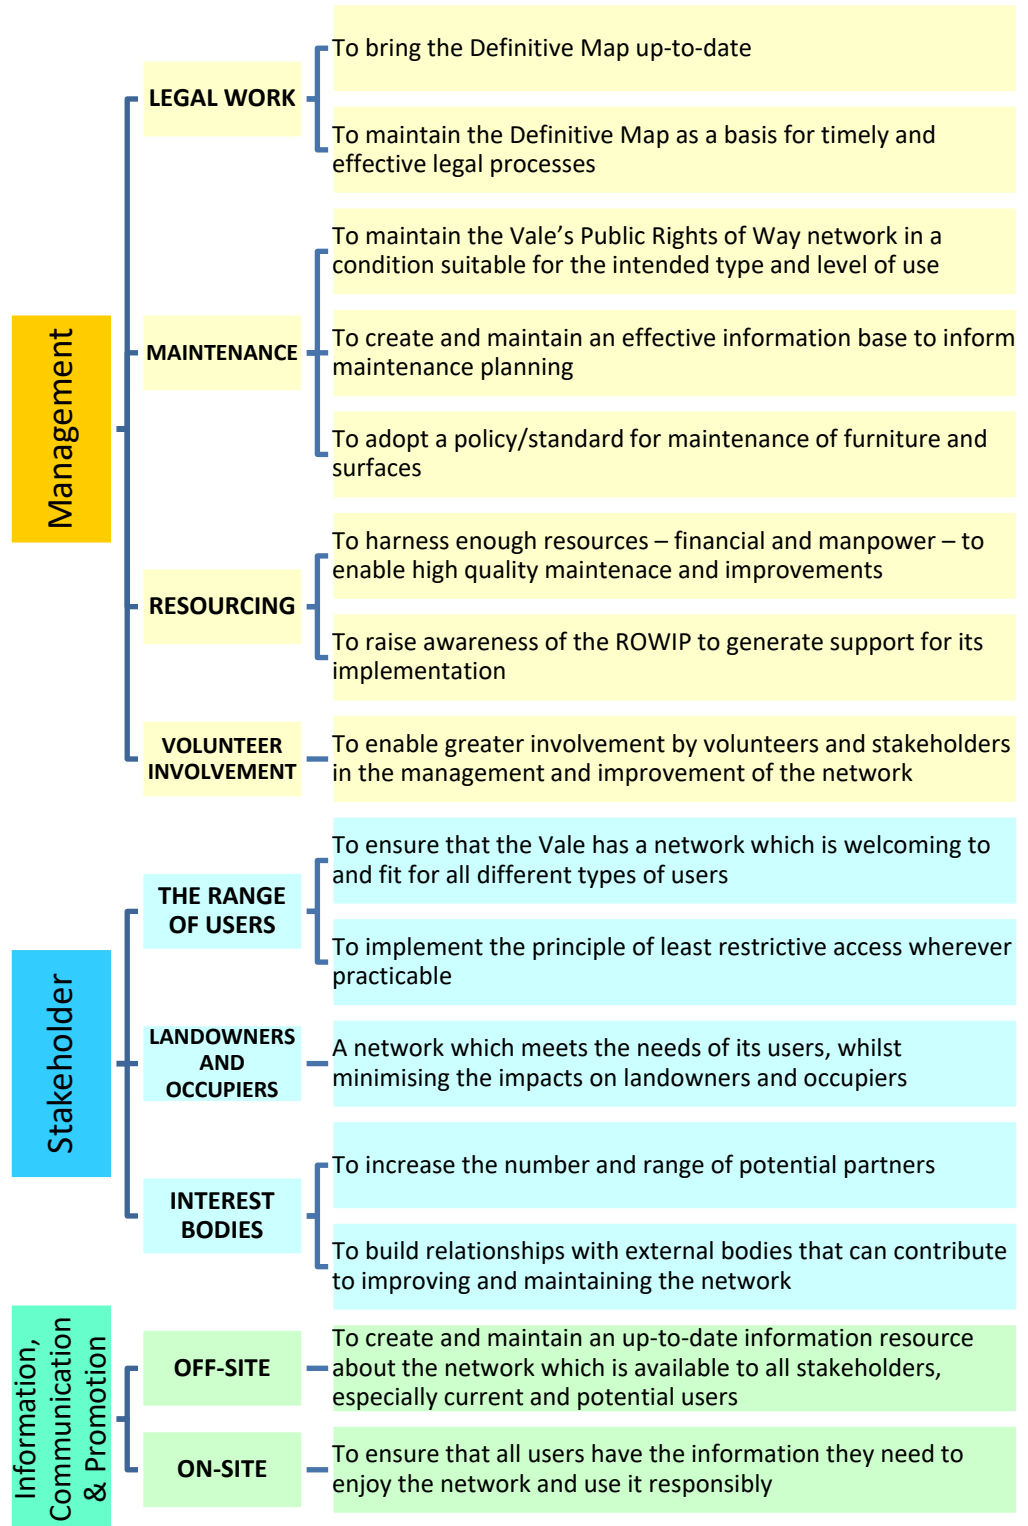 Management
LEGAL WORK
To bring the Definitive Map up-to-date
To maintain the Definitive Map as a basis for timely and
effective legal processes
MAINTENANCE
To maintain the Vale’s Public Rights of Way network in a
condition suitable for the intended type and level of use
To create and maintain an effective information base to inform
maintenance planning
To adopt a policy/standard for maintenance of furniture and
surfaces
RESOURCING
To harness enough resources – financial and manpower – to
enable high quality maintenace and improvements
To raise awareness of the ROWIP to generate support for its
implementation
VOLUNTEER
INVOLVEMENT
To enable greater involvement by volunteers and stakeholders
in the management and improvement of the network
Stakeholder
THE RANGE
OF USERS
To ensure that the Vale has a network which is welcoming to
and fit for all different types of users
To implement the principle of least restrictive access wherever
practicable
LANDOWNERS
AND
OCCUPIERS
A network which meets the needs of its users, whilst
minimising the impacts on landowners and occupiers
INTEREST
BODIES
To increase the number and range of potential partners
To build relationships with external bodies that can contribute
to improving and maintaining the network
Information,
Communication
& Promotion
OFF-SITE
To create and maintain an up-to-date information resource
about the network which is available to all stakeholders,
especially current and potential users
ON-SITE
To ensure that all users have the information they need to
enjoy the network and use it responsibly